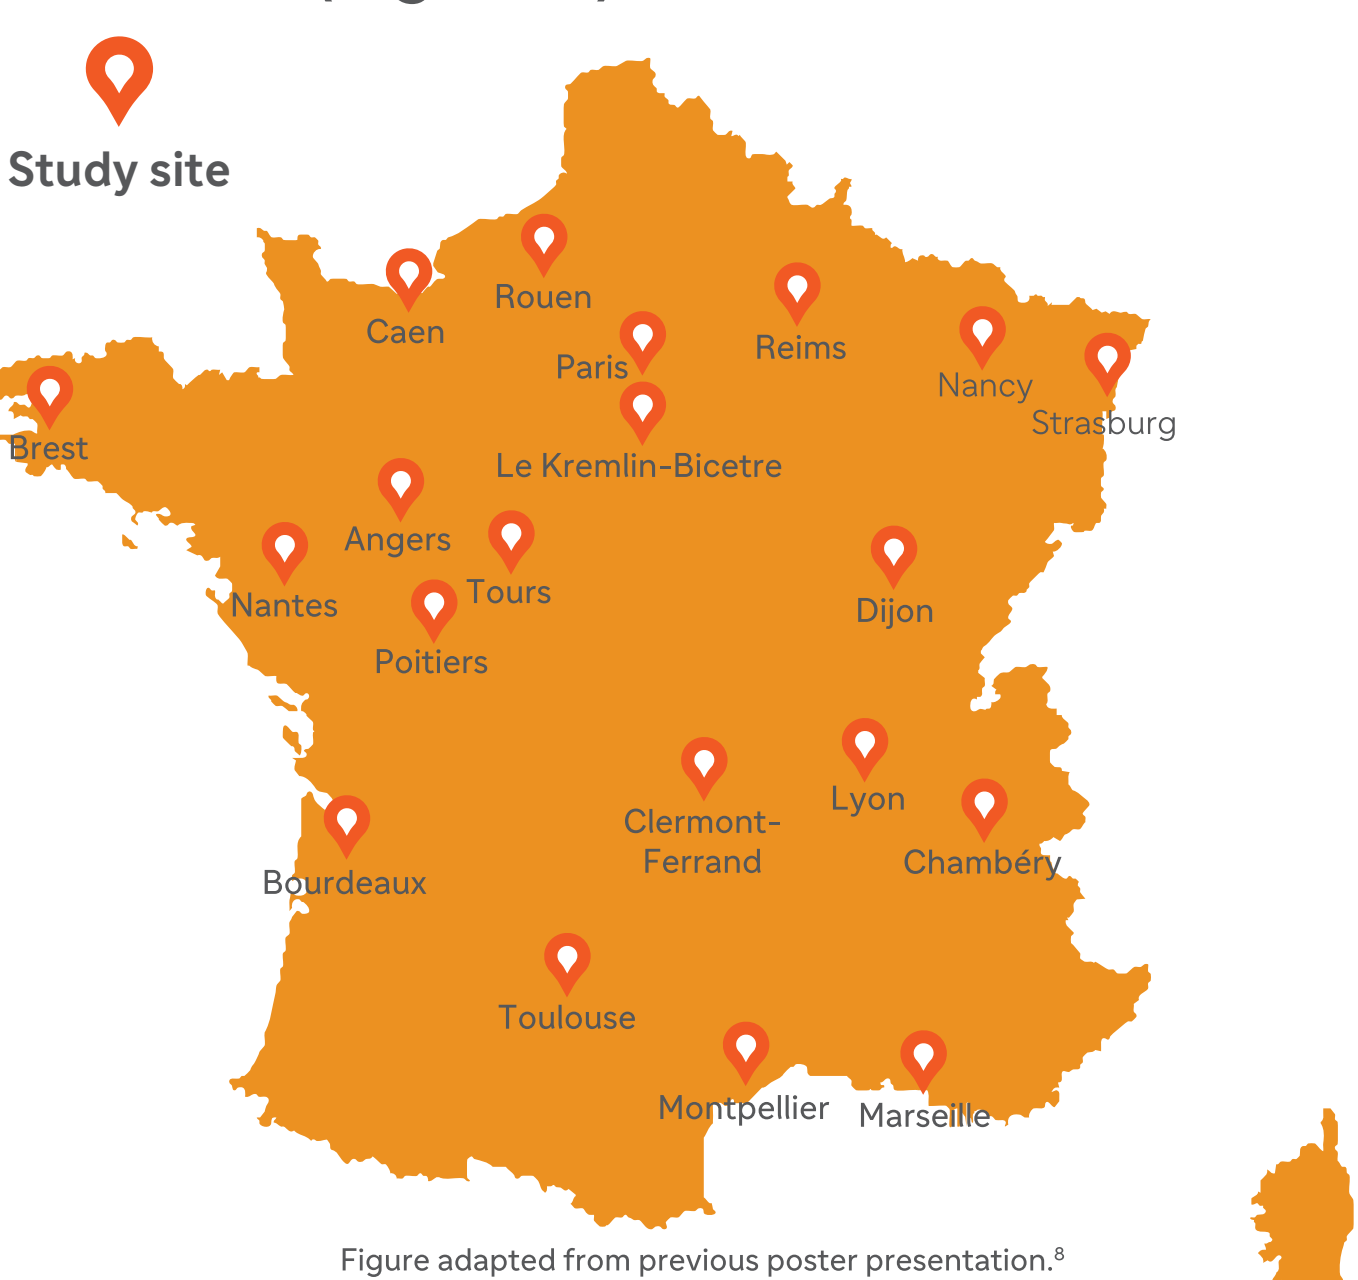 Study site
Rouen
Caen
Reims
Paris
Nancy
Strasburg
Brest
Le Kremlin-Bicetre
Angers
Tours
Nantes
Dijon
Poitiers
Lyon
Clermont-
Ferrand
Chambéry
Bourdeaux
Toulouse
Montpellier
Marseille
Figure adapted from previous poster presentation.8